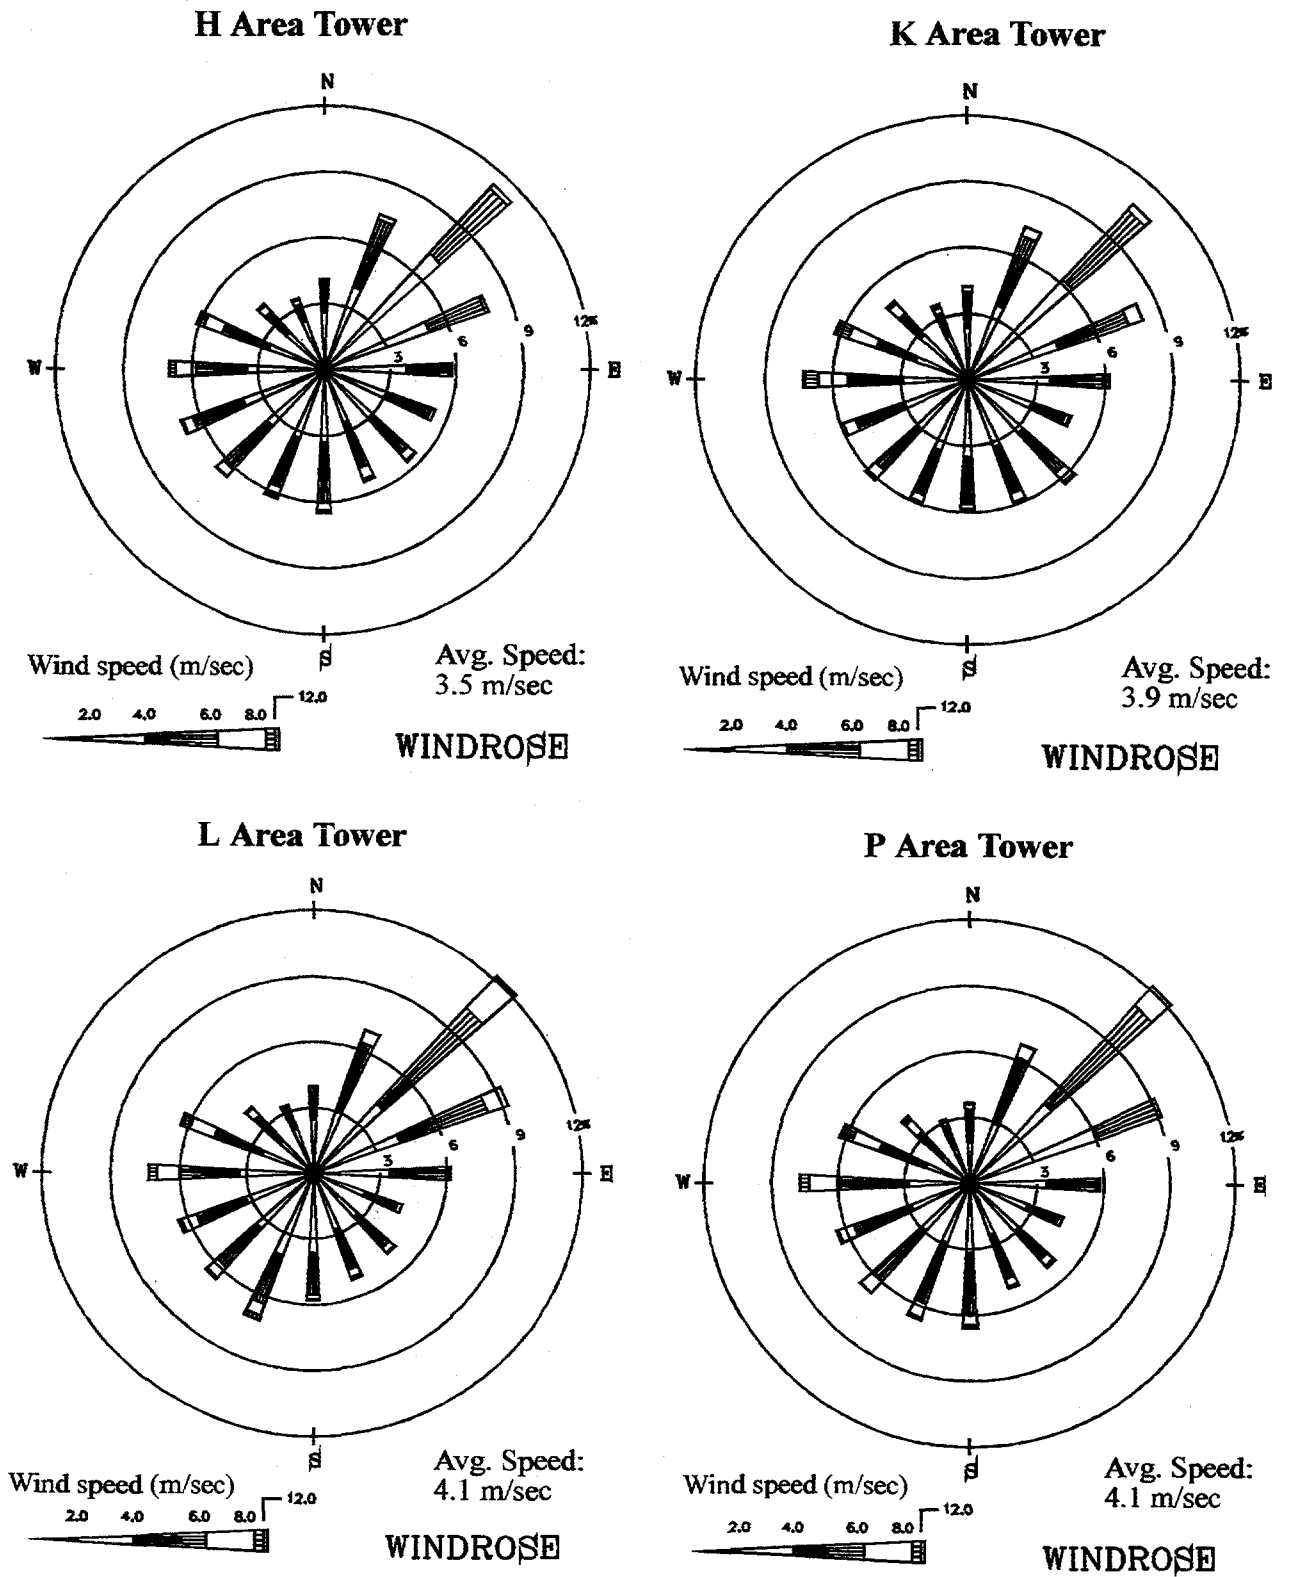 H Area Tower
N
W
E
S
3
6
9
12%
Wind speed (m/sec)
2.0 4.0 6.0 8.0 12.0
Avg. Speed:
3.5 m/sec
WINDROSE
K Area Tower
N
W
E
S
3
6
9
12%
Wind speed (m/sec)
2.0 4.0 6.0 8.0 12.0
Avg. Speed:
3.9 m/sec
WINDROSE
L Area Tower
N
W
E
S
3
6
9
12%
Wind speed (m/sec)
2.0 4.0 6.0 8.0 12.0
Avg. Speed:
4.1 m/sec
WINDROSE
P Area Tower
N
W
E
S
3
6
9
12%
Wind speed (m/sec)
2.0 4.0 6.0 8.0 12.0
Avg. Speed:
4.1 m/sec
WINDROSE